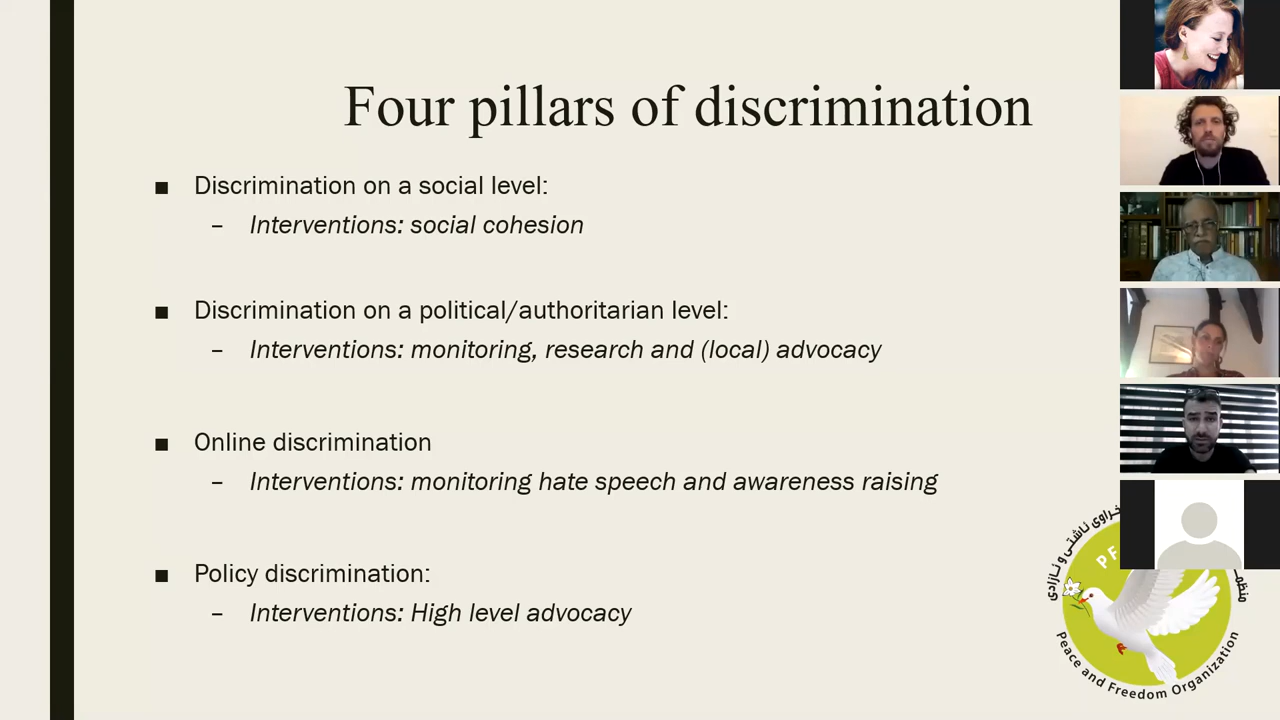 Four pillars of discrimination
■ Discrimination on a social level:
– Interventions: social cohesion
■ Discrimination on a political/authoritarian level:
– Interventions: monitoring, research and (local) advocacy
■ Online discrimination
– Interventions: monitoring hate speech and awareness raising
■ Policy discrimination:
– Interventions: High level advocacy
Peace and Freedom Organization